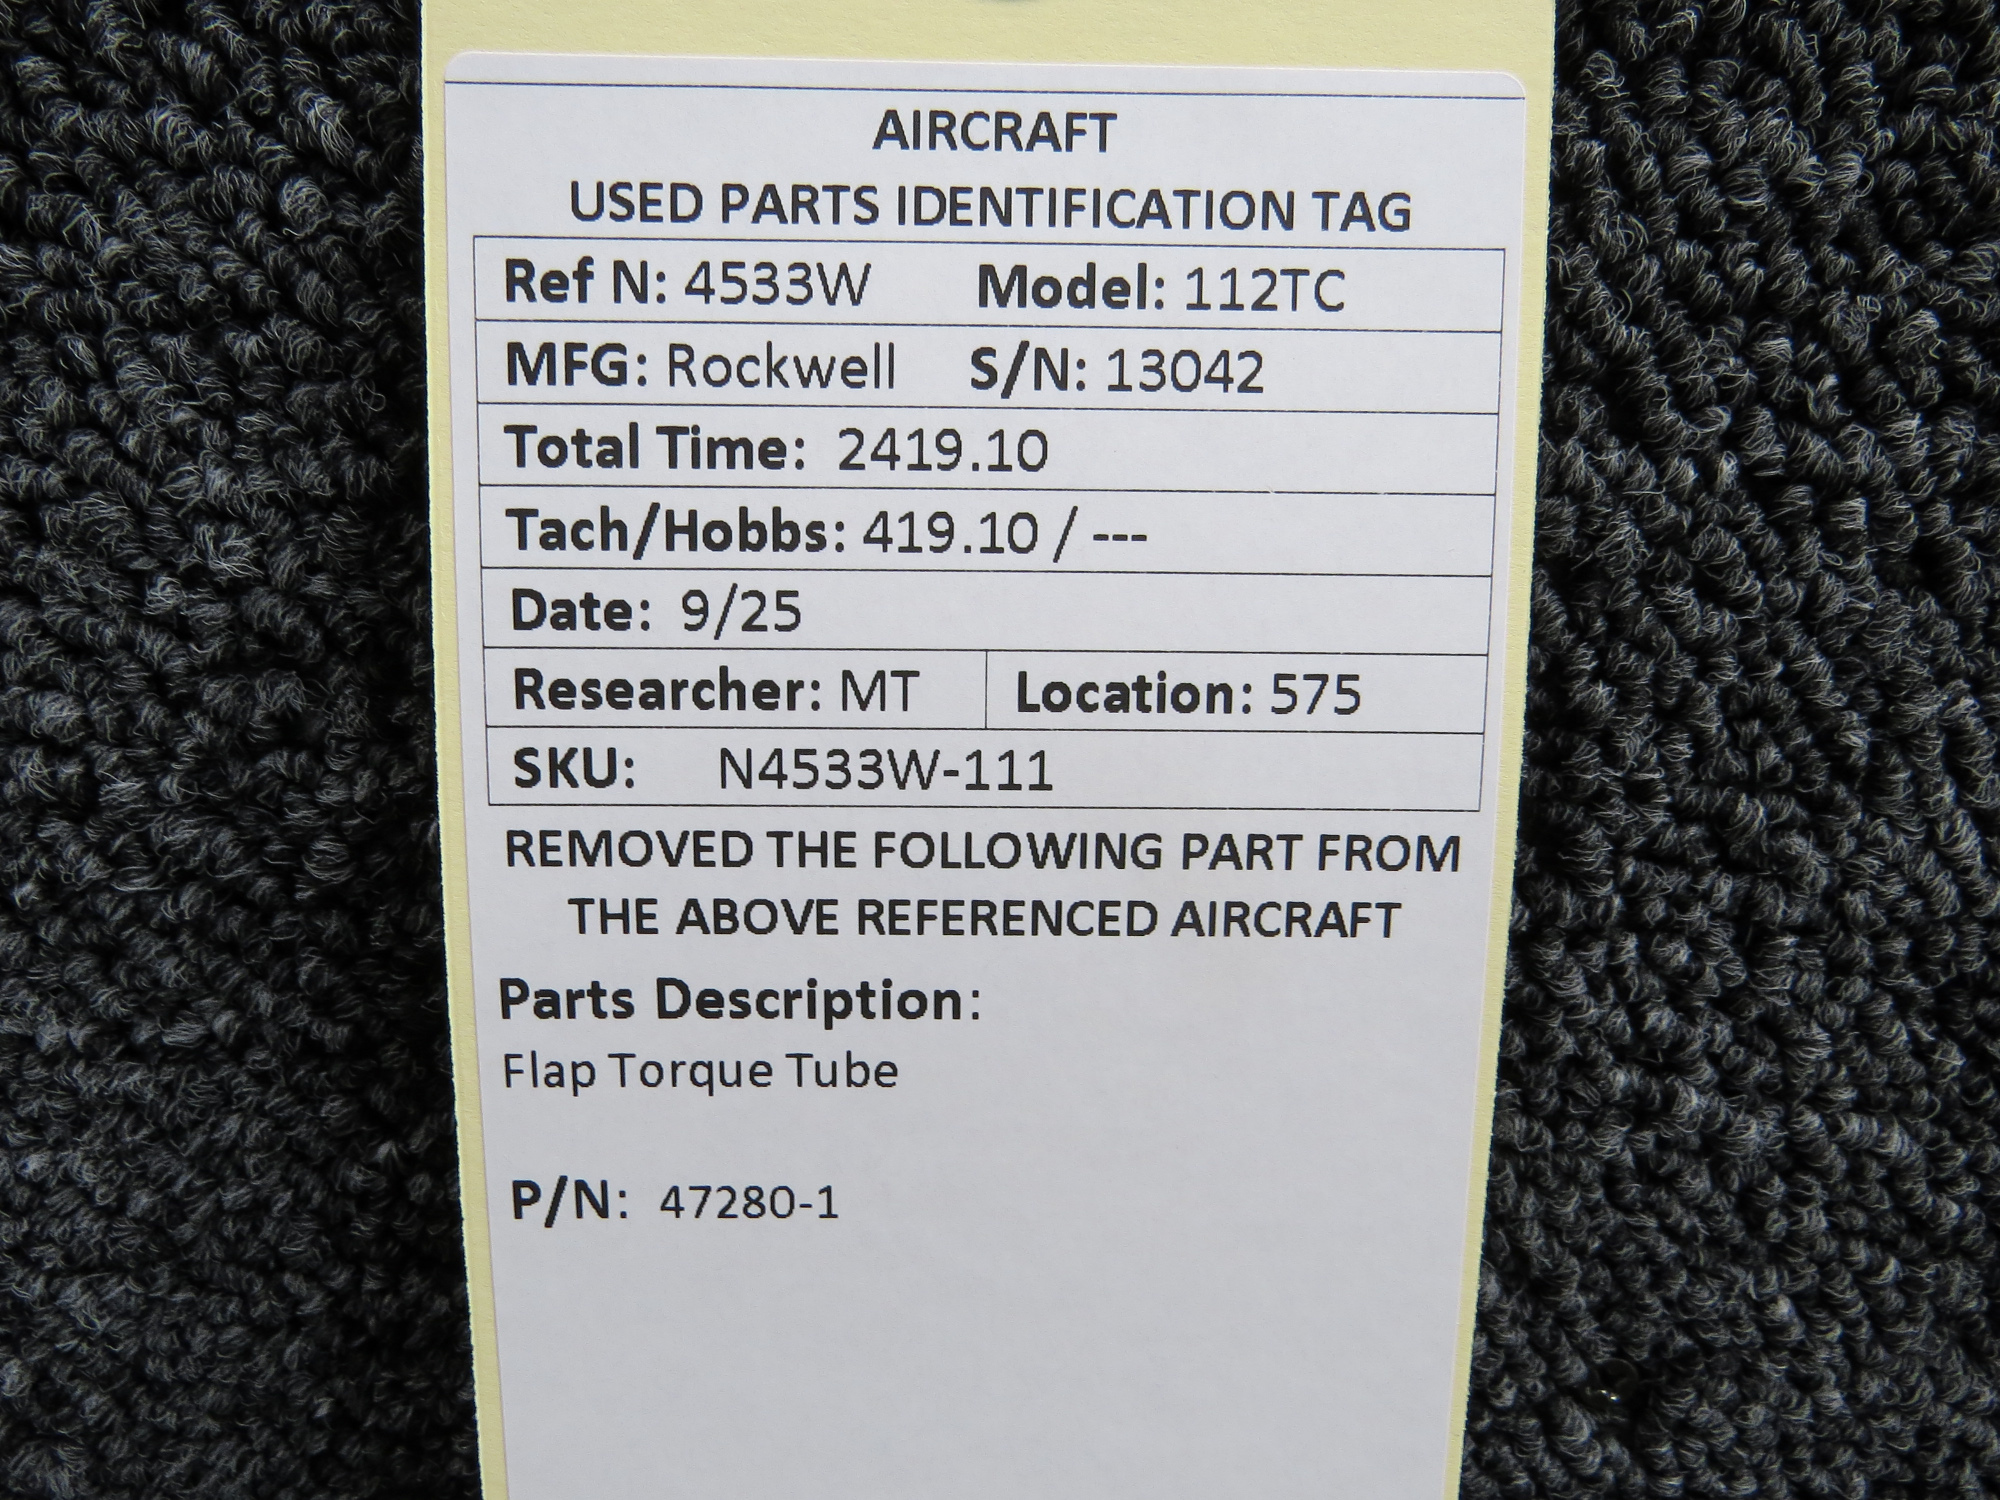 AIRCRAFT
USED PARTS IDENTIFICATION TAG
Ref N: 4533W Model: 112TC
MFG: Rockwell S/N: 13042
Total Time: 2419.10
Tach/Hobbs: 419.10 / ---
Date: 9/25
Researcher: MT Location: 575
SKU: N4533W-111
REMOVED THE FOLLOWING PART FROM
THE ABOVE REFERENCED AIRCRAFT
Parts Description:
Flap Torque Tube
P/N: 47280-1